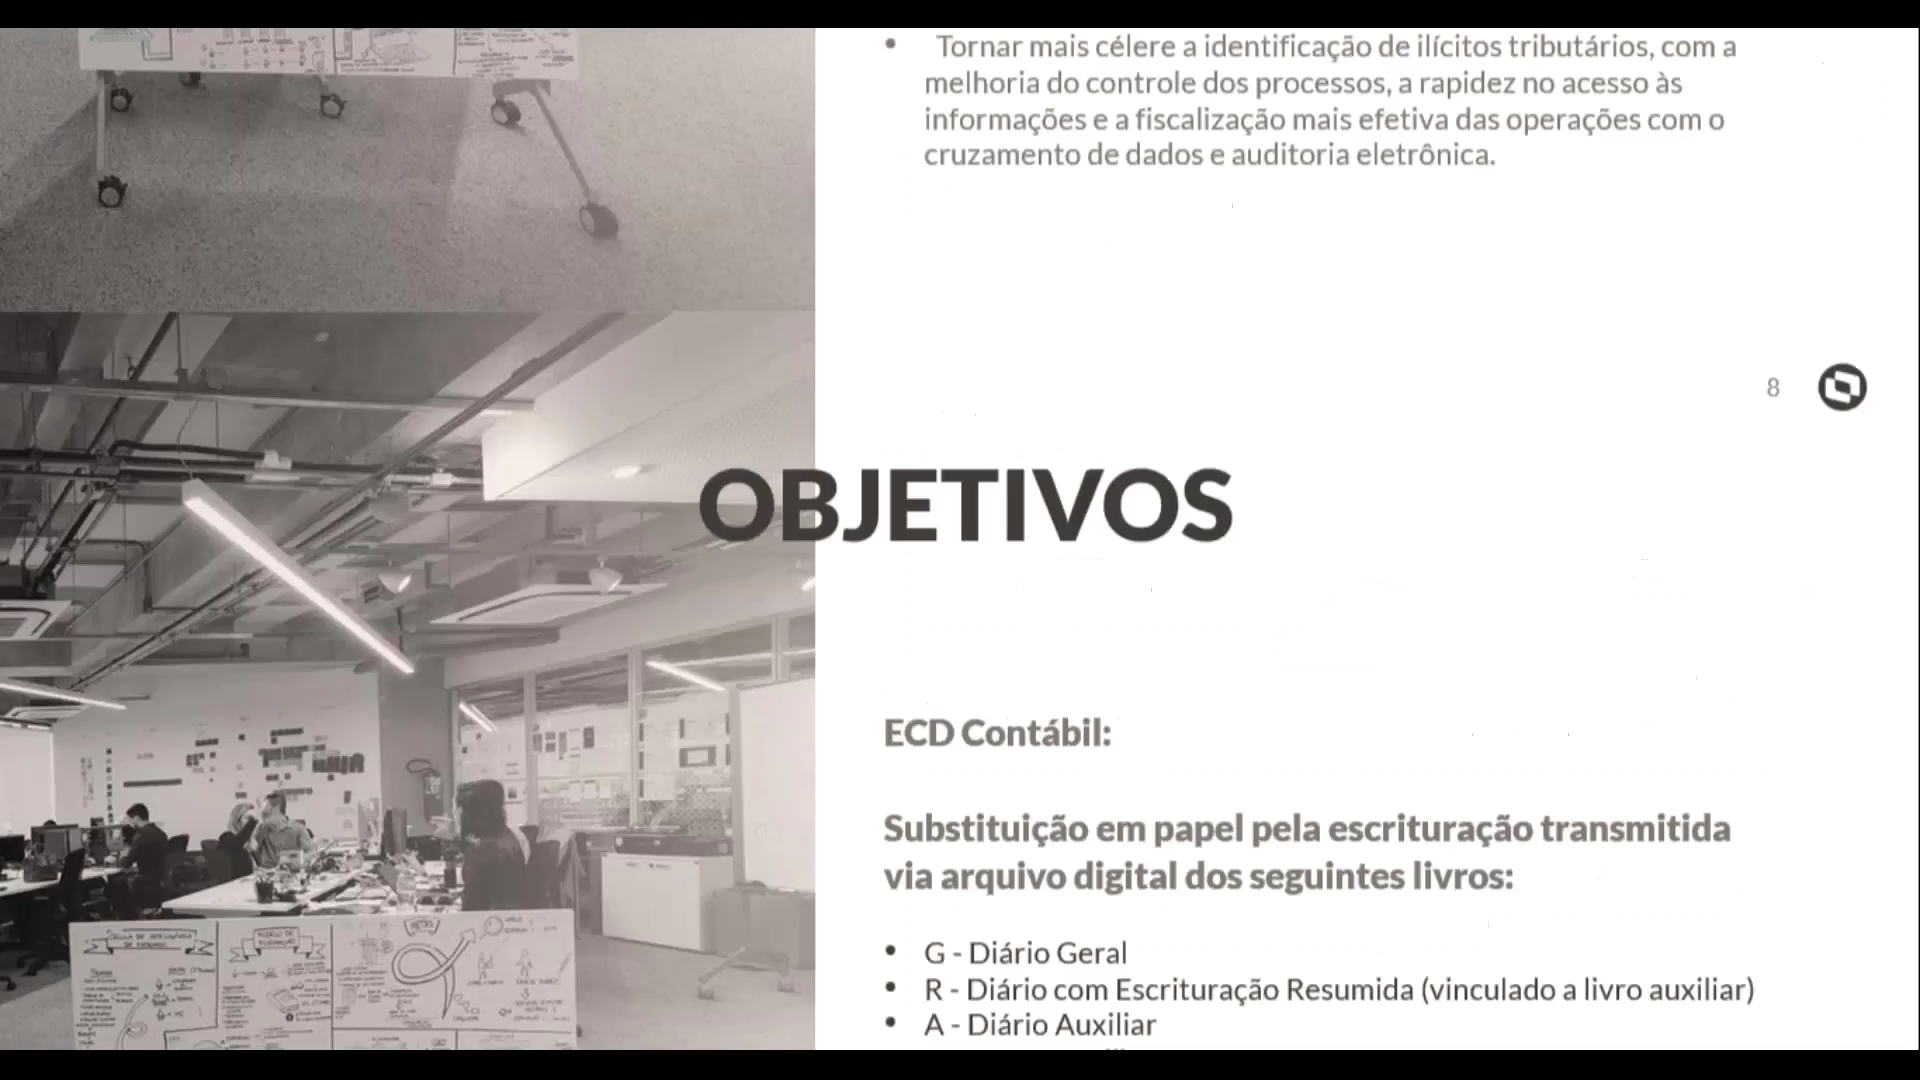 • Tornar mais célere a identificação de ilícitos tributários, com a
melhoria do controle dos processos, a rapidez no acesso às
informações e a fiscalização mais efetiva das operações com o
cruzamento de dados e auditoria eletrônica.
8
OBJETIVOS
ECD Contábil:
Substituição em papel pela escrituração transmitida
via arquivo digital dos seguintes livros:
• G - Diário Geral
• R - Diário com Escrituração Resumida (vinculado a livro auxiliar)
• A - Diário Auxiliar